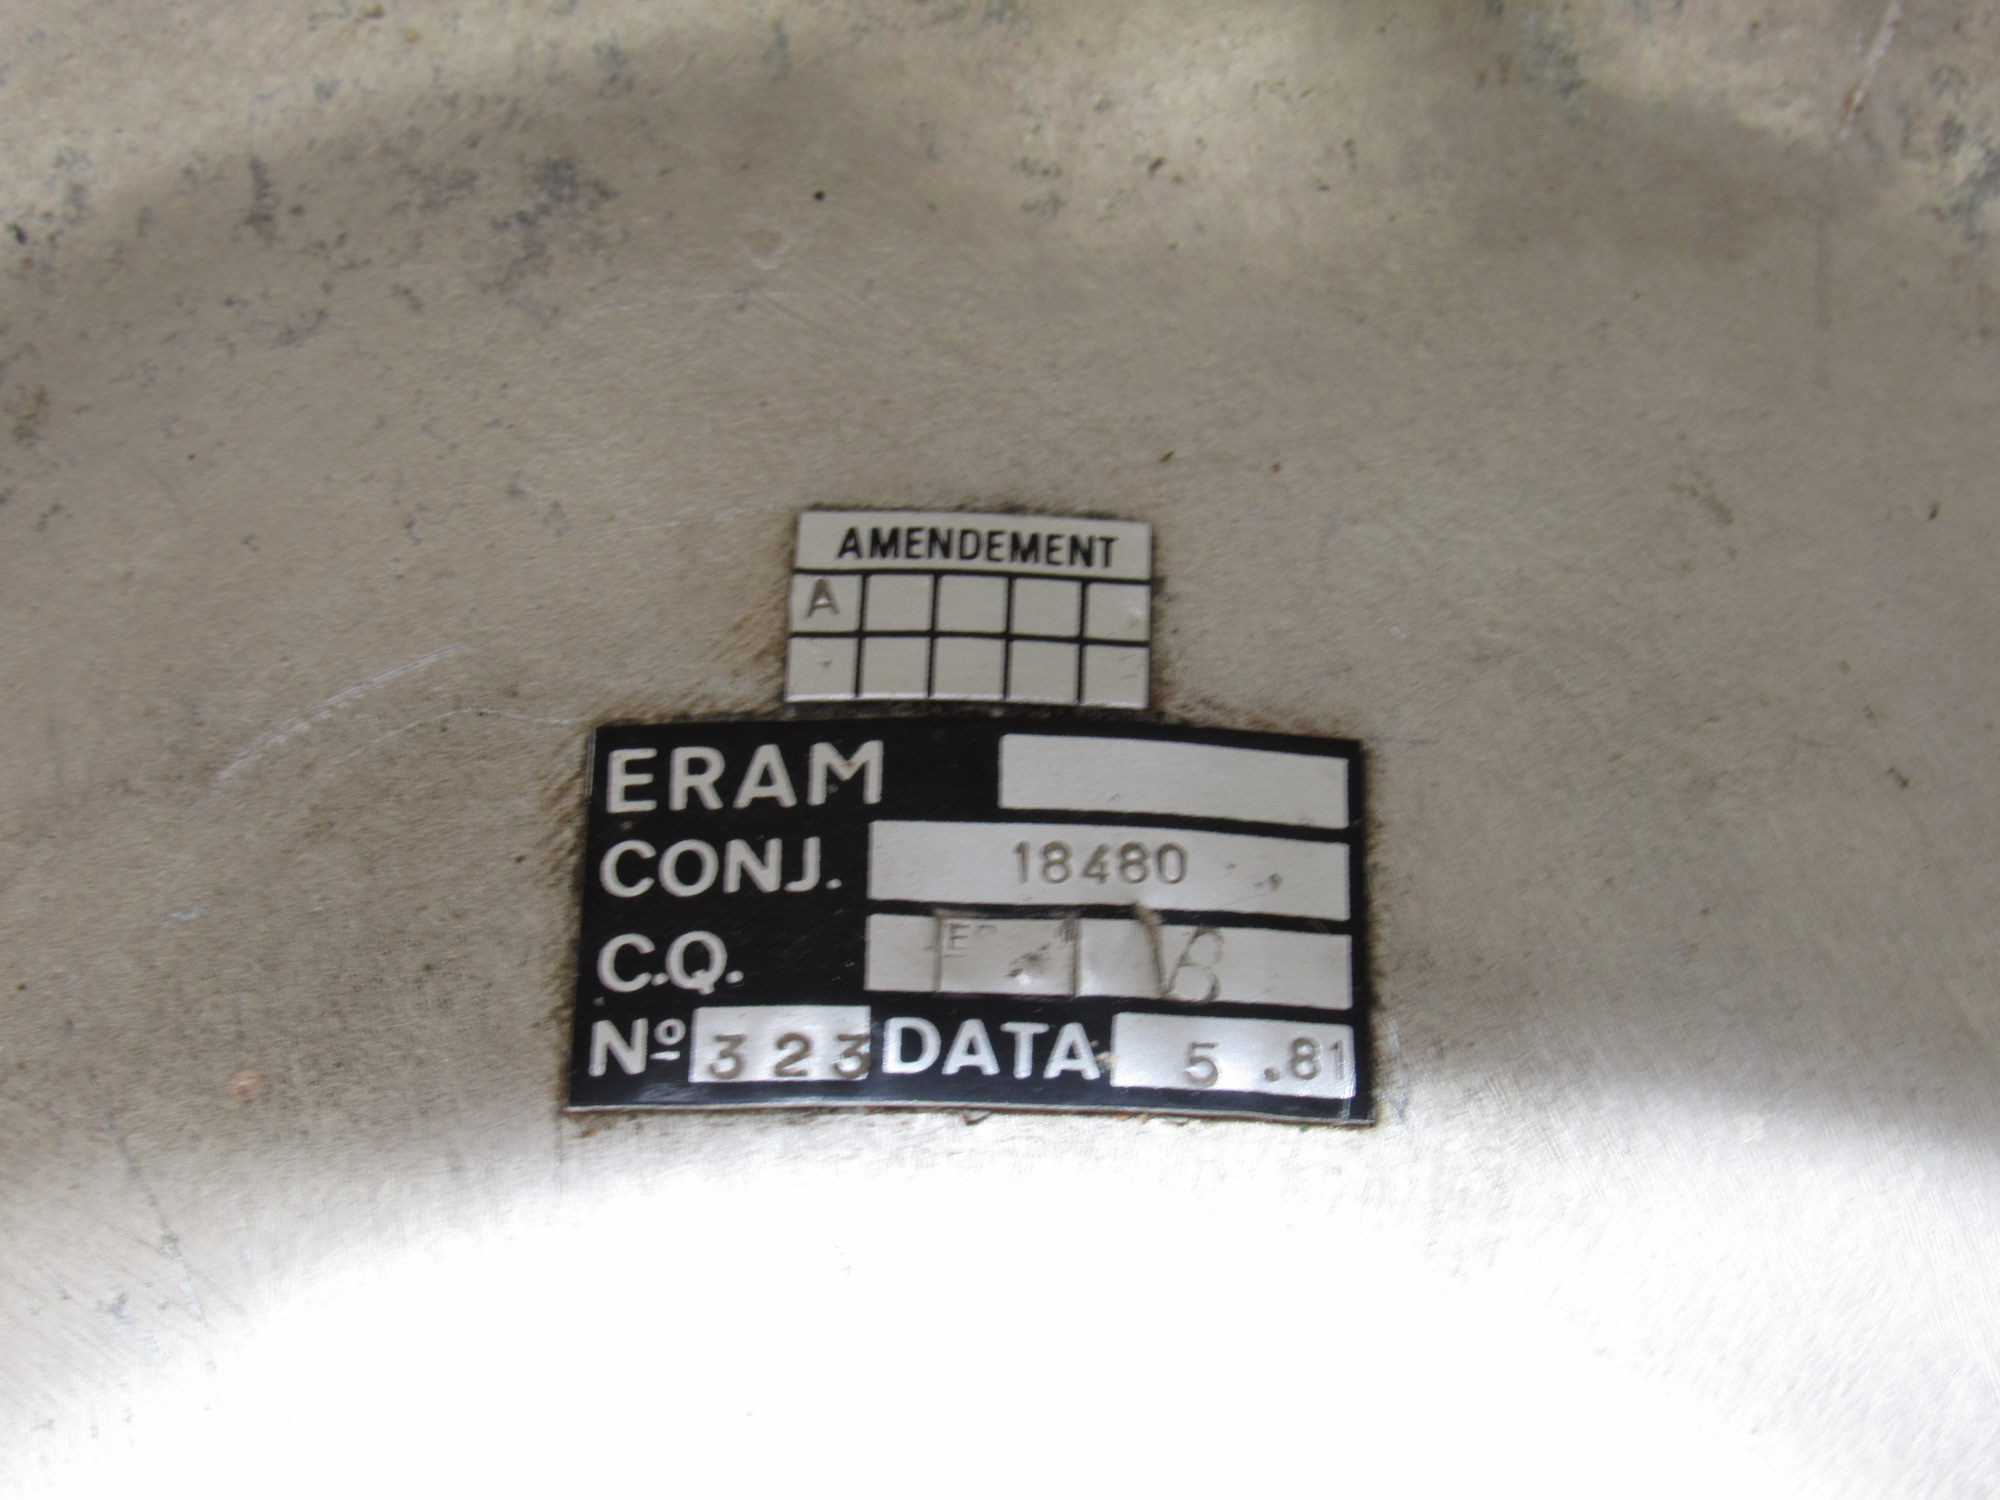 AMENDEMENT
A
ERAM
CONJ. 18480
C.Q.
Nº 323 DATA 5 .81